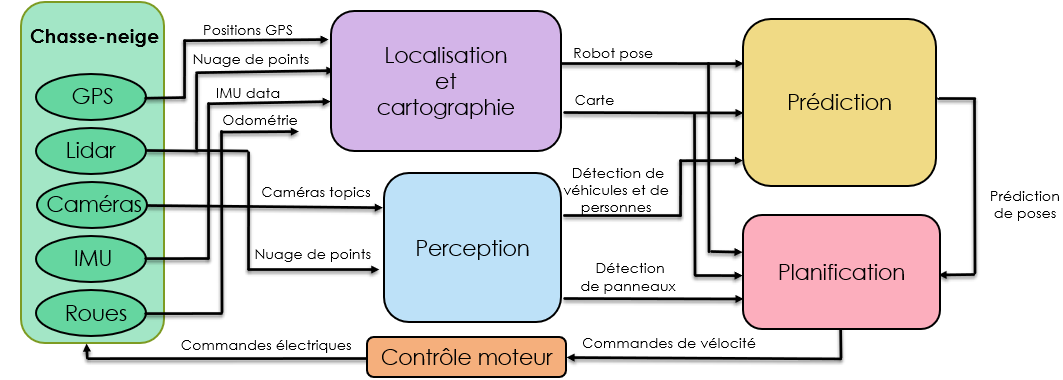 Chasse-neige
GPS
Lidar
Caméras
IMU
Roues
Positions GPS
Nuage de points
IMU data
Odométrie
Caméras topics
Nuage de points
Localisation
et
cartographie
Perception
Robot pose
Carte
Détection de
véhicules et de
personnes
Détection
de panneaux
Prédiction
Planification
Prédiction
de poses
Commandes de vélocité
Contrôle moteur
Commandes électriques